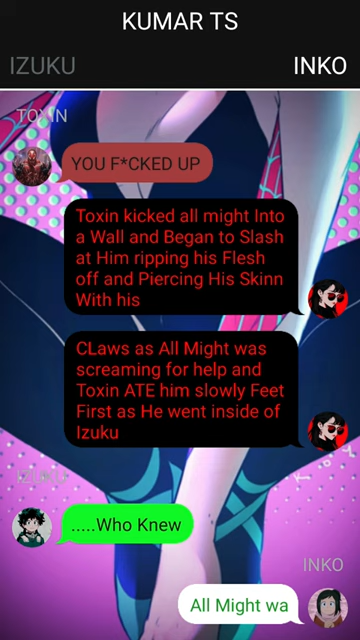 KUMAR TS
IZUKU
INKO
TOXIN
YOU F*CKED UP
Toxin kicked all might Into
a Wall and Began to Slash
at Him ripping his Flesh
off and Piercing His Skinn
With his
CLaws as All Might was
screaming for help and
Toxin ATE him slowly Feet
First as He went inside of
Izuku
IZUKU
.....Who Knew
INKO
All Might wa